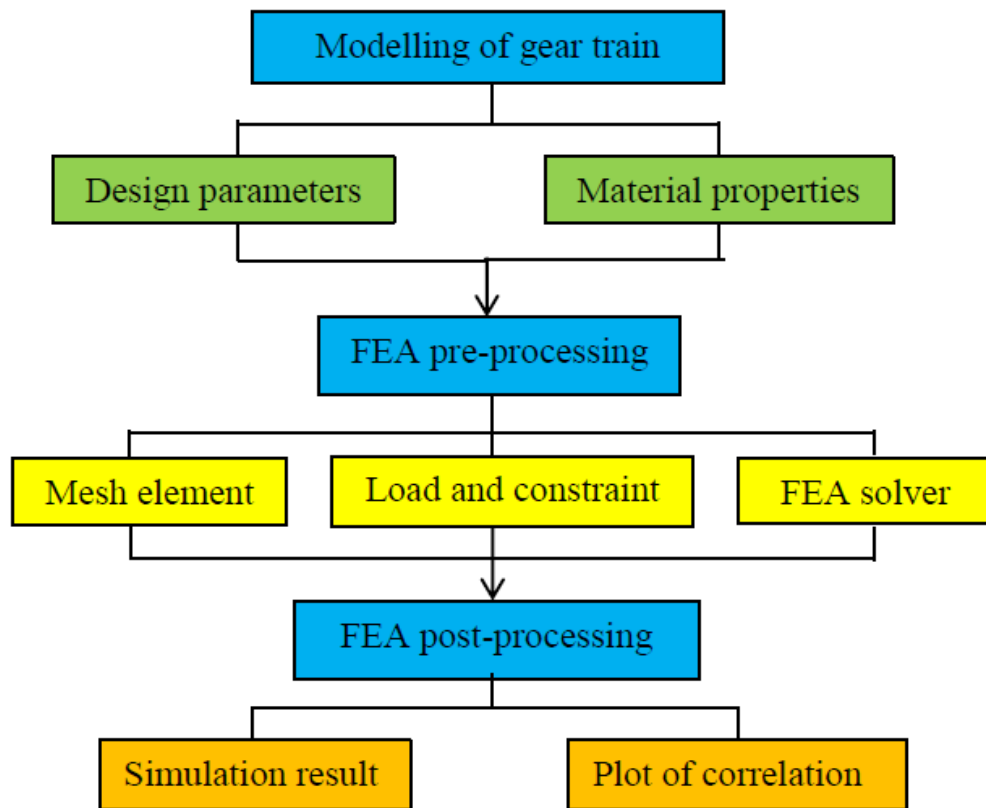 Modelling of gear train
Design parameters
Material properties
FEA pre-processing
Mesh element
Load and constraint
FEA solver
FEA post-processing
Simulation result
Plot of correlation